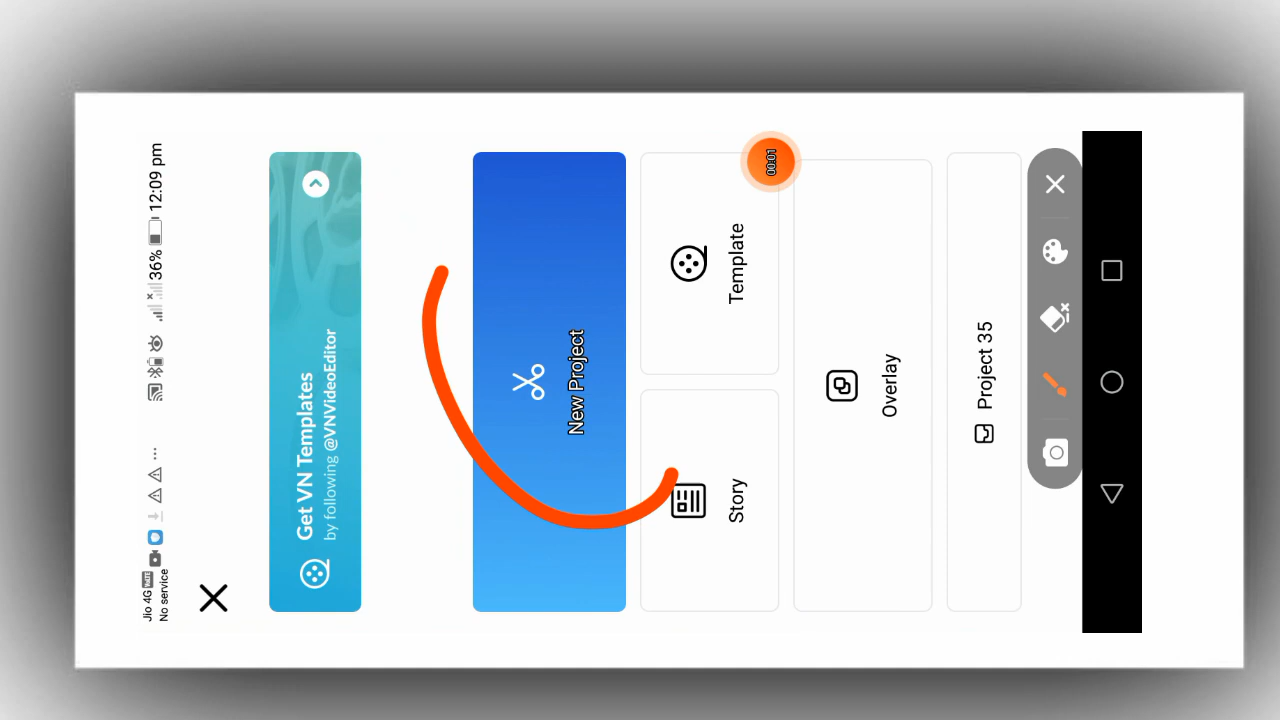 Jio 4G VoLTE
No service
36% 12:09 pm
Get VN Templates
by following @VNVideoEditor
New Project
Story
Template
00:01
Overlay
Project 35